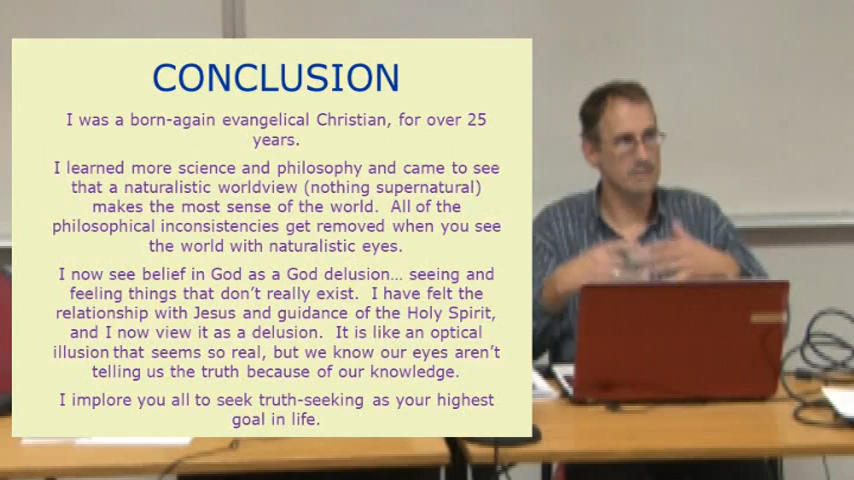 CONCLUSION
I was a born-again evangelical Christian, for over 25
years.
I learned more science and philosophy and came to see
that a naturalistic worldview (nothing supernatural)
makes the most sense of the world. All of the
philosophical inconsistencies get removed when you see
the world with naturalistic eyes.
I now see belief in God as a God delusion... seeing and
feeling things that don't really exist. I have felt the
relationship with Jesus and guidance of the Holy Spirit,
and I now view it as a delusion. It is like an optical
illusion that seems so real, but we know our eyes aren't
telling us the truth because of our knowledge.
I implore you all to seek truth-seeking as your highest
goal in life.